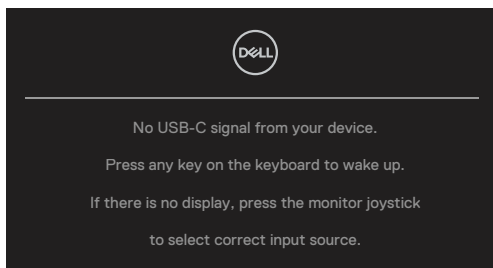 DELL
No USB-C signal from your device.
Press any key on the keyboard to wake up.
If there is no display, press the monitor joystick
to select correct input source.